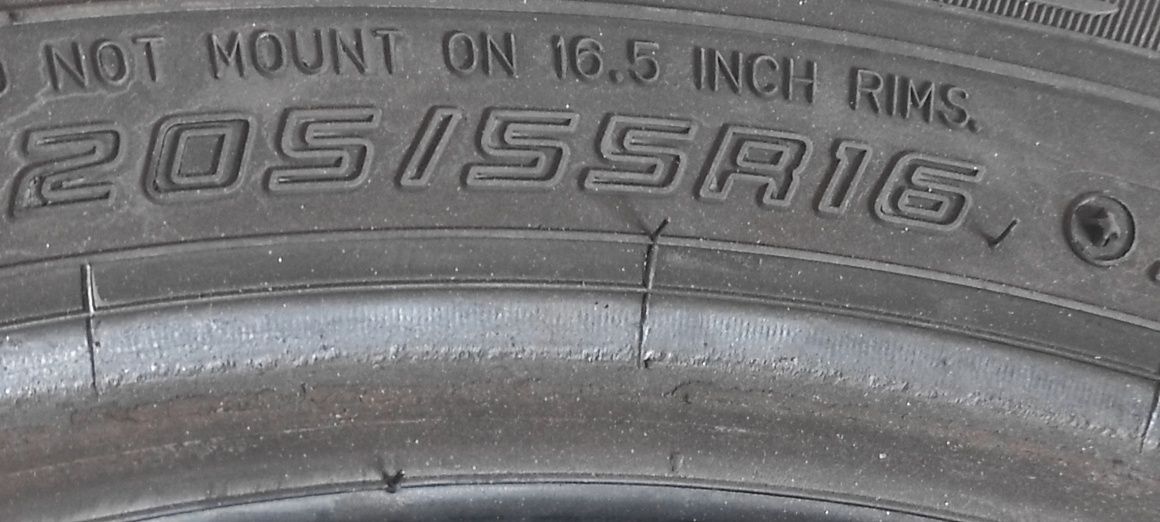 NOT MOUNT ON 16.5 INCH RIMS.
205/55R16